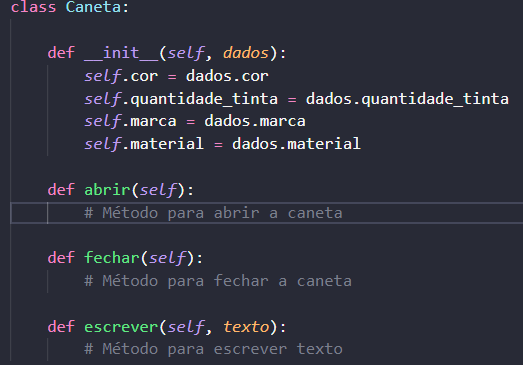 class Caneta:
def __init__(self, dados):
self.cor = dados.cor
self.quantidade_tinta = dados.quantidade_tinta
self.marca = dados.marca
self.material = dados.material
def abrir(self):
# Método para abrir a caneta
def fechar(self):
# Método para fechar a caneta
def escrever(self, texto):
# Método para escrever texto